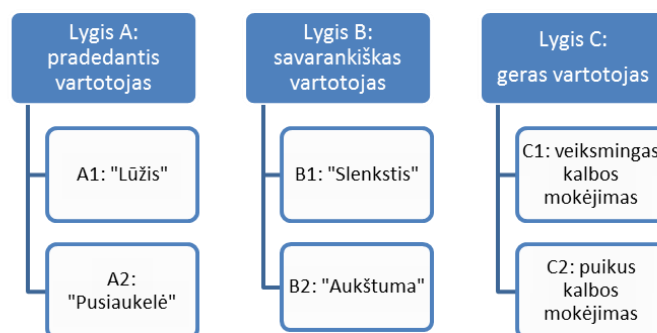 Lygis A:
pradedantis
vartotojas
A1: "Lūžis"
A2:
"Pusiaukelė"
Lygis B:
savarankiškas
vartotojas
B1: "Slenkstis"
B2: "Aukštuma"
Lygis C:
geras vartotojas
C1: veiksmingas
kalbos
mokėjimas
C2: puikus
kalbos
mokėjimas